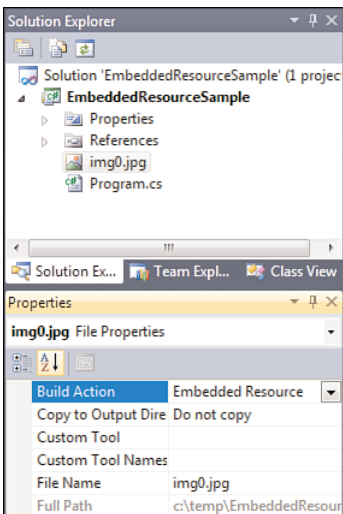 Solution Explorer
Solution 'EmbeddedResourceSample' (1 projec
EmbeddedResourceSample
Properties
References
img0.jpg
Program.cs
Solution Ex...
Team Expl...
Class View
Properties
img0.jpg File Properties
Build Action Embedded Resource
Copy to Output Dire Do not copy
Custom Tool
Custom Tool Names
File Name img0.jpg
Full Path c:\temp\EmbeddedResour